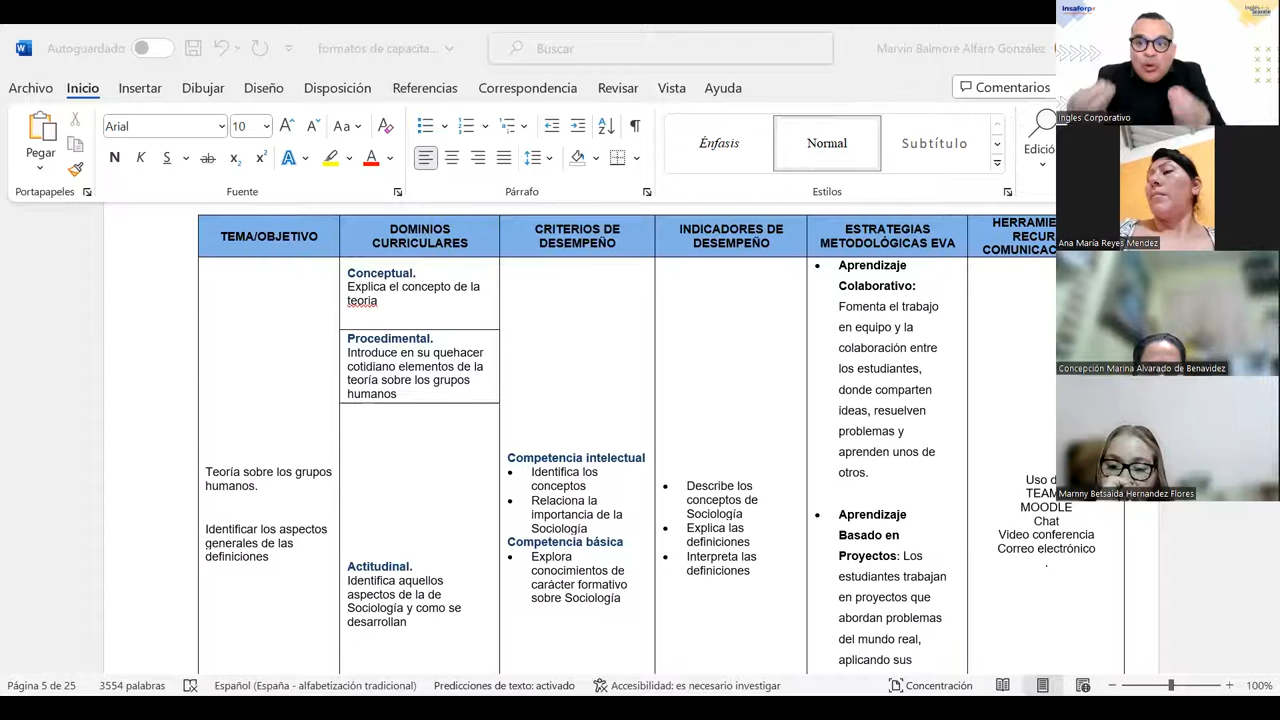 Autoguardado
formatos de capacita...
Buscar
Marvin Balmore Alfaro González
Archivo Inicio Insertar Dibujar Diseño Disposición Referencias Correspondencia Revisar Vista Ayuda
Comentarios
Pegar
Arial
10
Aa
N K S ab x₂ x² A A
Énfasis
Normal
Subtítulo
Edició
Portapapeles
Fuente
Párrafo
Estilos
TEMA/OBJETIVO
DOMINIOS
CURRICULARES
CRITERIOS DE
DESEMPEÑO
INDICADORES DE
DESEMPEÑO
ESTRATEGIAS
METODOLÓGICAS EVA
HERRAMIE
RECUR
COMUNICAC
Teoría sobre los grupos
humanos.
Identificar los aspectos
generales de las
definiciones
Conceptual.
Explica el concepto de la
teoria
Procedimental.
Introduce en su quehacer
cotidiano elementos de la
teoría sobre los grupos
humanos
Actitudinal.
Identifica aquellos
aspectos de la de
Sociología y como se
desarrollan
Competencia intelectual
• Identifica los
conceptos
• Relaciona la
importancia de la
Sociología
Competencia básica
• Explora
conocimientos de
carácter formativo
sobre Sociología
• Describe los
conceptos de
Sociología
• Explica las
definiciones
• Interpreta las
definiciones
• Aprendizaje
Colaborativo:
Fomenta el trabajo
en equipo y la
colaboración entre
los estudiantes,
donde comparten
ideas, resuelven
problemas y
aprenden unos de
otros.
• Aprendizaje
Basado en
Proyectos: Los
estudiantes trabajan
en proyectos que
abordan problemas
del mundo real,
aplicando sus
Uso d
TEAM
MOODLE
Chat
Video conferencia
Correo electrónico
.
Insaforp
Ingles Corporativo
Ana María Reyes Mendez
Concepción Marina Alvarado de Benavidez
Marnny Betsaida Hernandez Flores
Página 5 de 25 3554 palabras Español (España - alfabetización tradicional) Predicciones de texto: activado Accesibilidad: es necesario investigar Concentración 100%